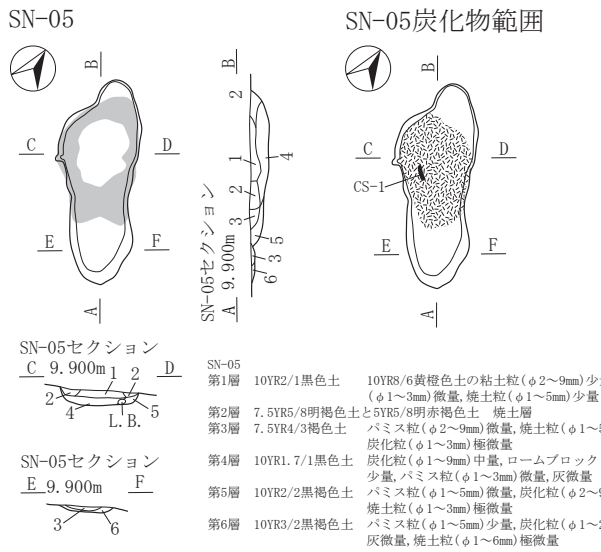 SN-05
SN-05炭化物範囲
B
B
B
C
D
2
1
4
2
3
5
3
6
C
D
CS-1
E
F
E
F
A
SN-05セクション
A 9.900m
A
SN-05セクション
C 9.900m D
1 2
2
4
L.B.
5
SN-05セクション
E 9.900m F
3
6
SN-05
第1層 10YR2/1黒色土 10YR8/6黄橙色土の粘土粒(φ2～9mm)少
(φ1～3mm)微量,焼土粒(φ1～5mm)少量
第2層 7.5YR5/8明褐色土と5YR5/8明赤褐色土 焼土層
第3層 7.5YR4/3褐色土 パミス粒(φ2～9mm)微量,焼土粒(φ1～
炭化粒(φ1～3mm)極微量
第4層 10YR1.7/1黒色土 炭化粒(φ1～9mm)中量,ロームブロック
少量,パミス粒(φ1～3mm)微量,灰微量
第5層 10YR2/2黒褐色土 パミス粒(φ1～5mm)微量,炭化粒(φ2～
焼土粒(φ1～3mm)極微量
第6層 10YR3/2黒褐色土 パミス粒(φ1～5mm)少量,炭化粒(φ1～
灰微量,焼土粒(φ1～6mm)極微量